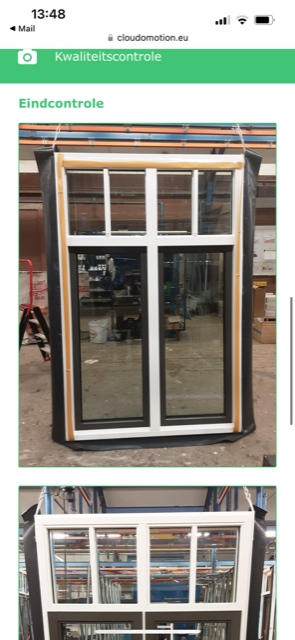 13:48
◀ Mail
cloudomotion.eu
Kwaliteitscontrole
Eindcontrole